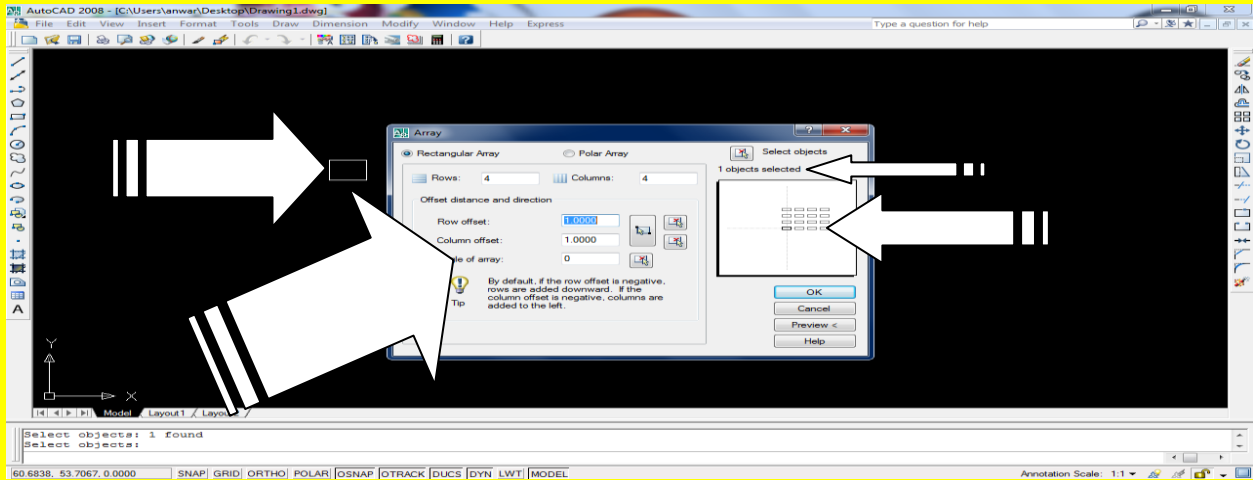 AutoCAD 2008 - [C:\Users\anwar\Desktop\Drawing1.dwg]
File Edit View Insert Format Tools Draw Dimension Modify Window Help Express Type a question for help
Array
Rectangular Array Polar Array Select objects
Rows: 4 Columns: 4 1 objects selected
Offset distance and direction
Row offset: 1.0000
Column offset: 1.0000
of array: 0
By default, if the row offset is negative,
rows are added downward. If the
column offset is negative, columns are
added to the left.
Tip
OK
Cancel
Preview <
Help
A
Y
X
Model Layout1
Select objects: 1 found
Select objects:
60.6838, 53.7067, 0.0000 SNAP GRID ORTHO POLAR OSNAP OTRACK DUCS DYN LWT MODEL Annotation Scale: 1:1